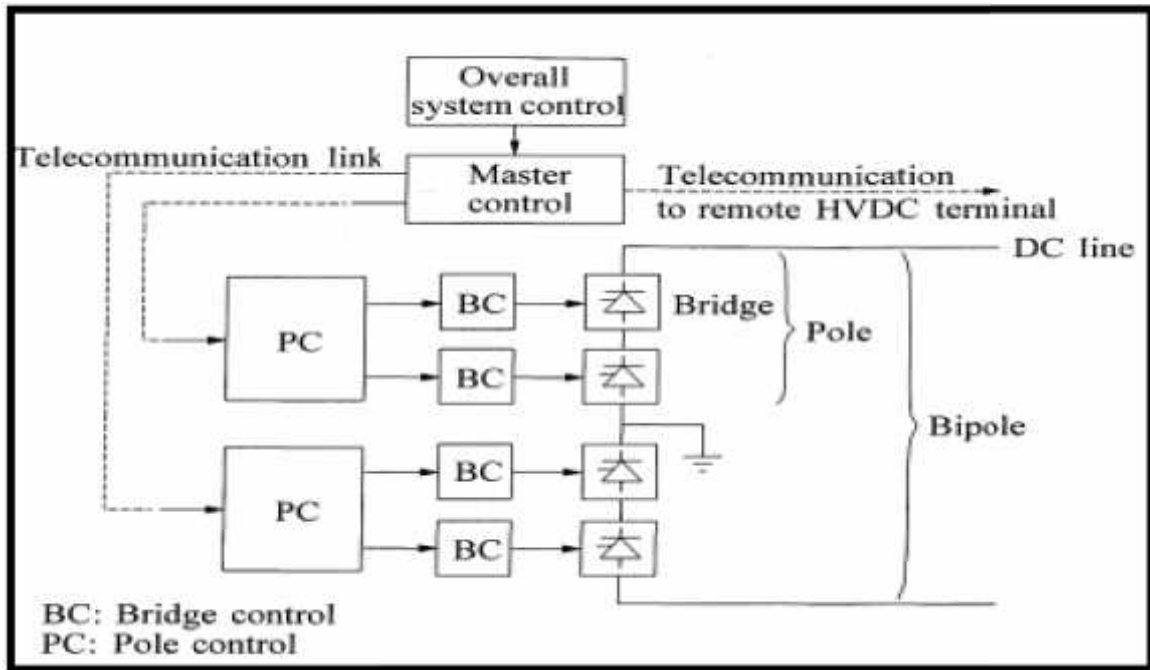 Overall
system control
Telecommunication link
Master
control
Telecommunication
to remote HVDC terminal
DC line
PC
BC
Bridge
Pole
BC
Bipole
PC
BC
BC
BC: Bridge control
PC: Pole control